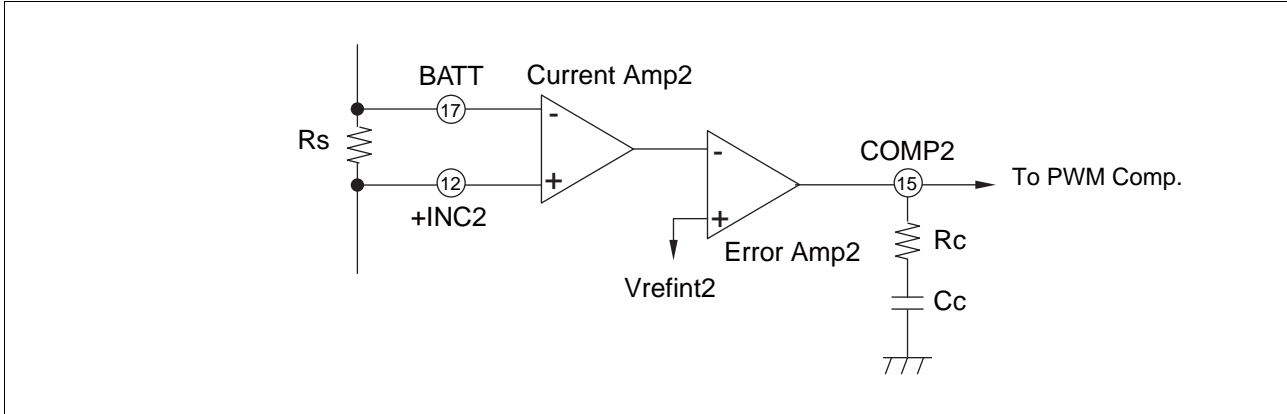 BATT
Current Amp2
17
-
Rs
-
COMP2
12
+
15
To PWM Comp.
+INC2
+
Rc
Error Amp2
Vrefint2
Cc